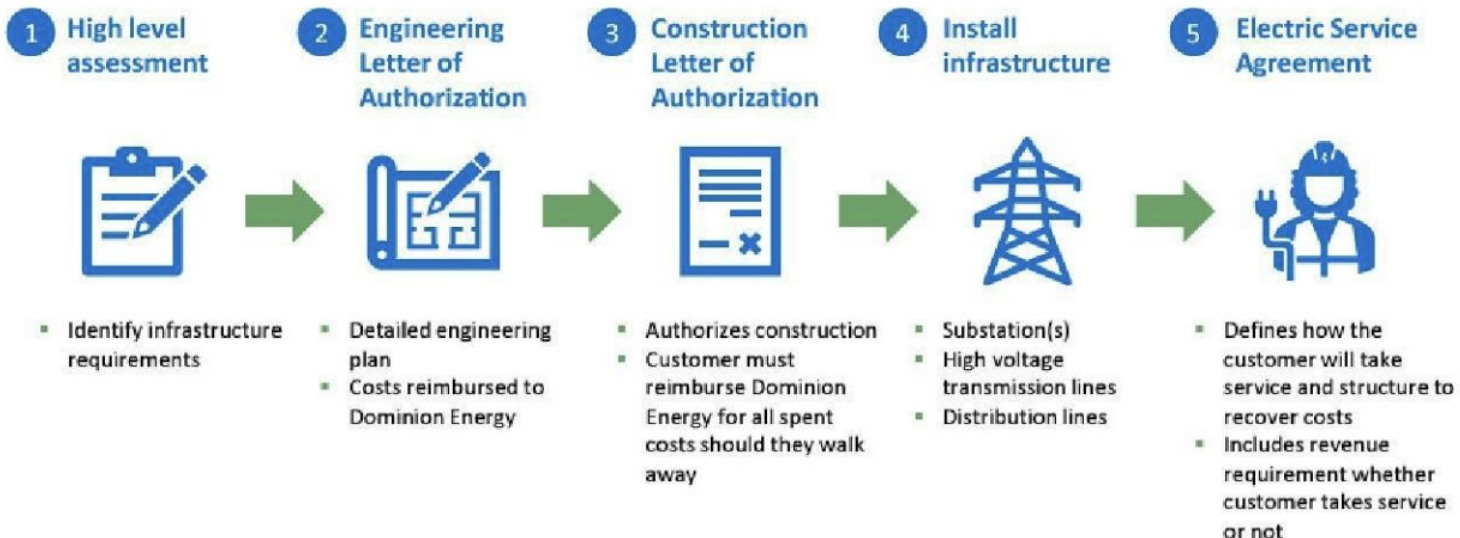 1 High level
assessment
Identify infrastructure
requirements
2 Engineering
Letter of
Authorization
Detailed engineering
plan
Costs reimbursed to
Dominion Energy
3 Construction
Letter of
Authorization
Authorizes construction
Customer must
reimburse Dominion
Energy for all spent
costs should they walk
away
4 Install
infrastructure
Substation(s)
High voltage
transmission lines
Distribution lines
5 Electric Service
Agreement
Defines how the
customer will take
service and structure to
recover costs
Includes revenue
requirement whether
customer takes service
or not